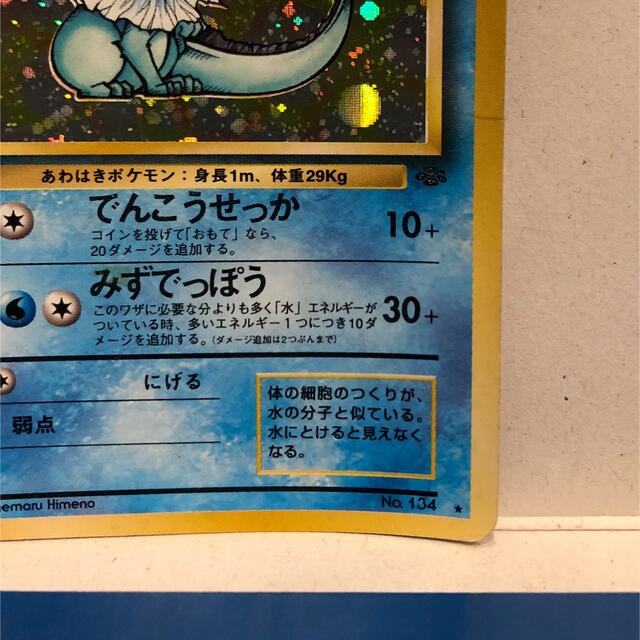 あわはきポケモン：身長1m、体重29Kg
でんこうせっか 10+
コインを投げて「おもて」なら、
20ダメージを追加する。
みずでっぽう 30+
このワザに必要な分よりも多く「水」エネルギーが
ついている時、多いエネルギー1つにつき10ダ
メージを追加する。(ダメージ追加は2つぶんまで)
にげる
弱点
体の細胞のつくりが、
水の分子と似ている。
水にとけると見えなく
なる。
emaru Himeno
No. 134 ★